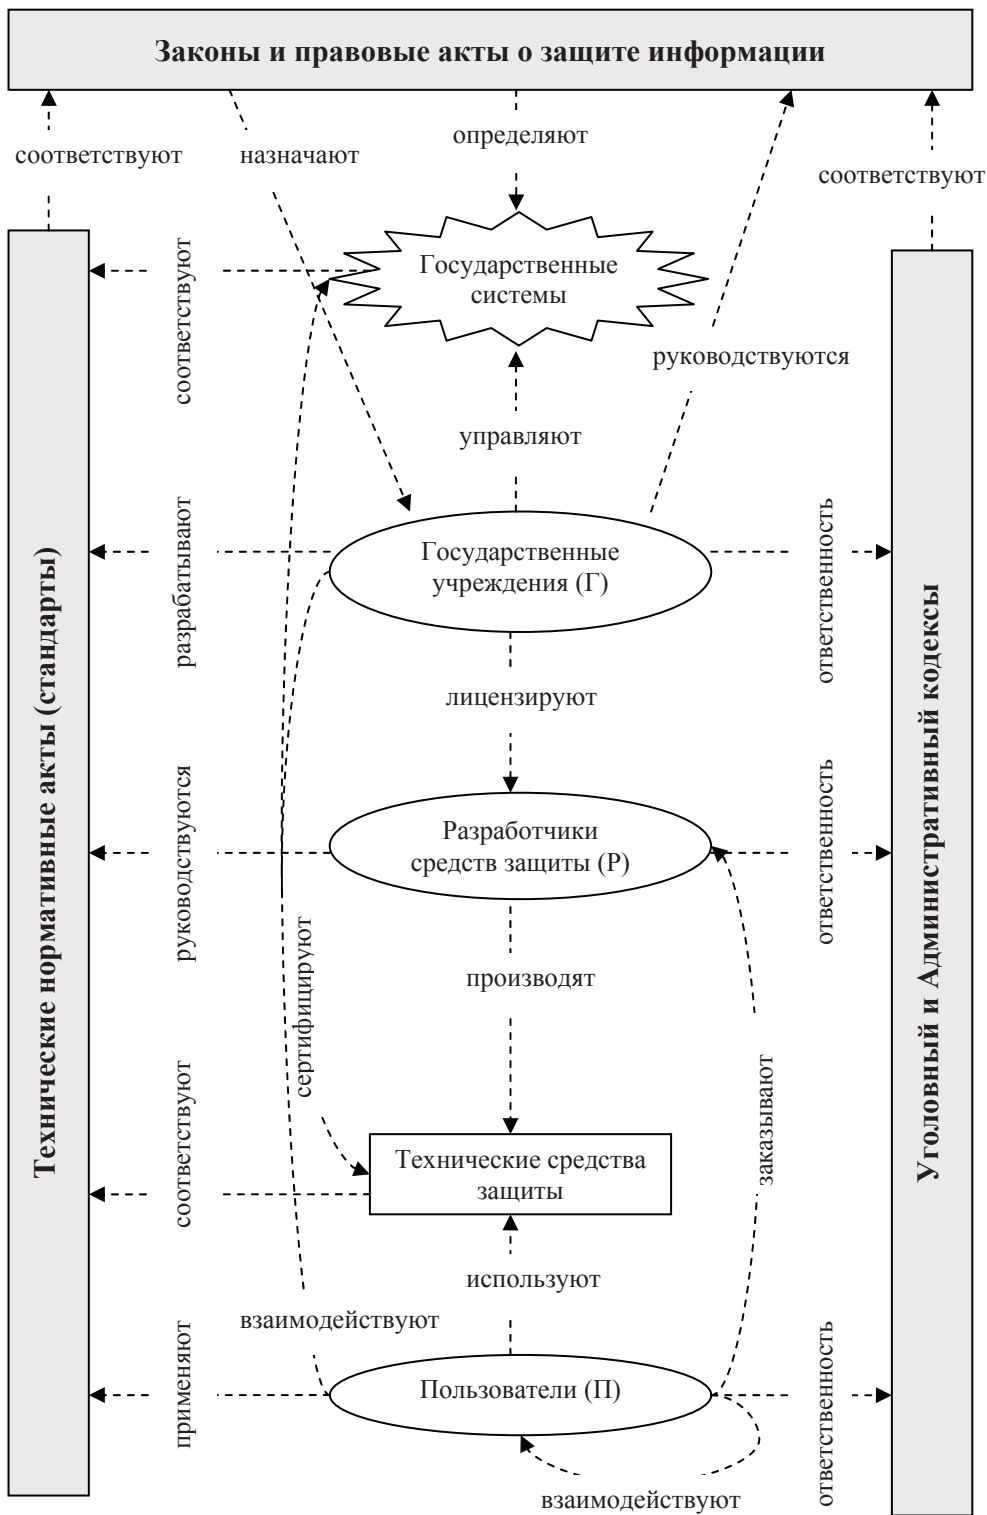 Законы и правовые акты о защите информации
соответствуют
назначают
определяют
соответствуют
Государственные
системы
соответствуют
руководствуются
управляют
Государственные
учреждения (Г)
разрабатывают
ответственность
лицензируют
Разработчики
средств защиты (Р)
руководствуются
ответственность
производят
сертифицируют
Технические средства
защиты
соответствуют
заказывают
используют
взаимодействуют
Пользователи (П)
применяют
ответственность
взаимодействуют
Технические нормативные акты (стандарты)
Уголовный и Административный кодексы